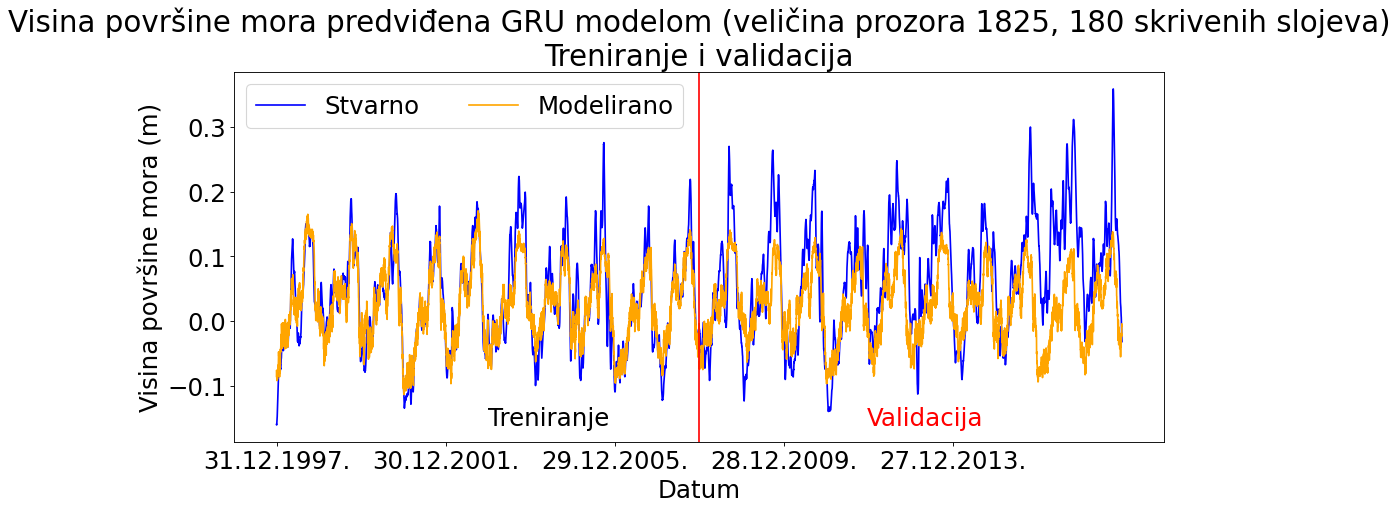 Visina površine mora predviđena GRU modelom (veličina prozora 1825, 180 skrivenih slojeva)
Treniranje i validacija
Stvarno
Modelirano
Visina površine mora (m)
0.3
0.2
0.1
0.0
−0.1
Treniranje
Validacija
31.12.1997.
30.12.2001.
29.12.2005.
28.12.2009.
27.12.2013.
Datum